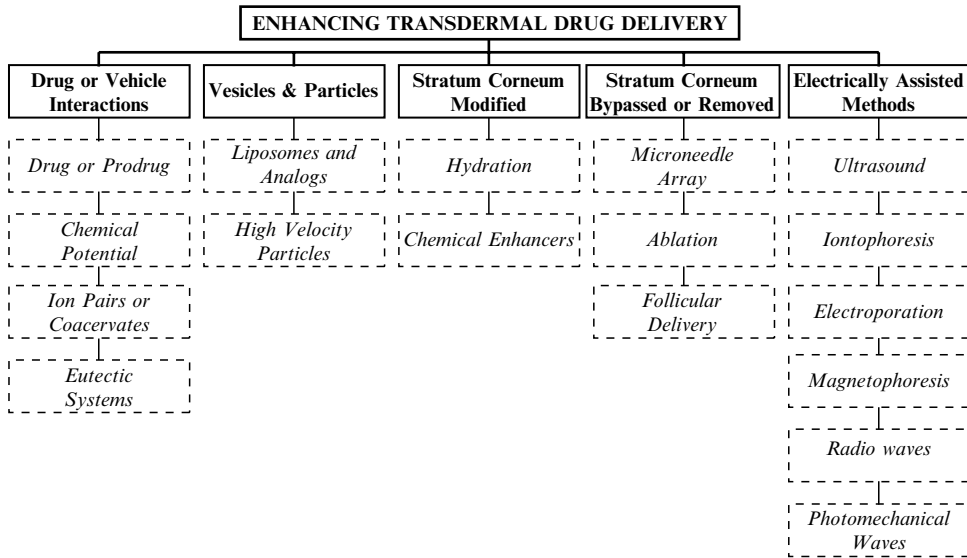 ENHANCING TRANSDERMAL DRUG DELIVERY
Drug or Vehicle
Interactions
Drug or Prodrug
Chemical
Potential
Ion Pairs or
Coacervates
Eutectic
Systems
Vesicles & Particles
Liposomes and
Analogs
High Velocity
Particles
Stratum Corneum
Modified
Hydration
Chemical Enhancers
Stratum Corneum
Bypassed or Removed
Microneedle
Array
Ablation
Follicular
Delivery
Electrically Assisted
Methods
Ultrasound
Iontophoresis
Electroporation
Magnetophoresis
Radio waves
Photomechanical
Waves